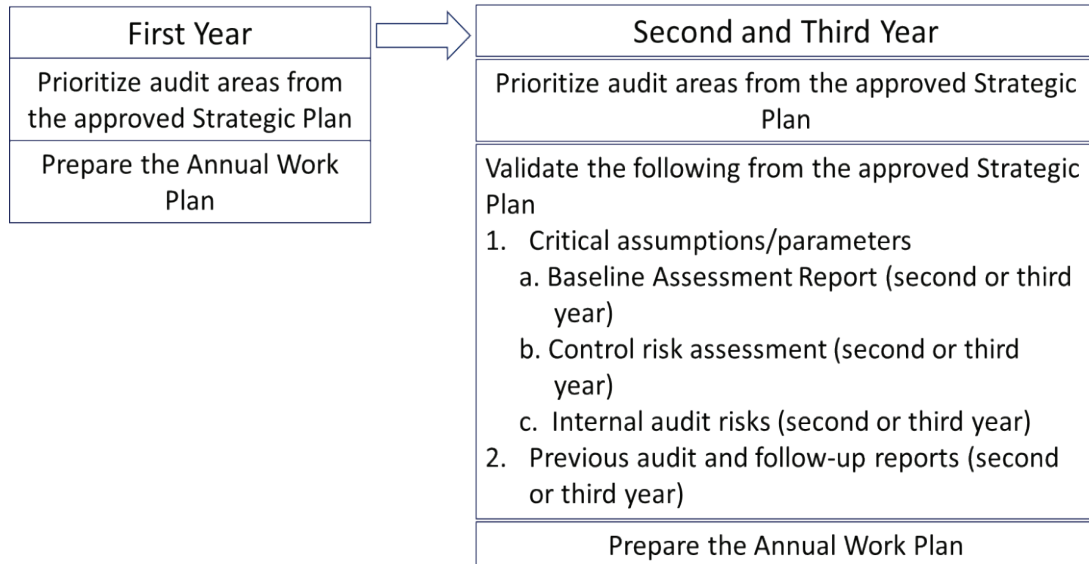 First Year
Prioritize audit areas from
the approved Strategic Plan
Prepare the Annual Work
Plan
Second and Third Year
Prioritize audit areas from the approved Strategic
Plan
Validate the following from the approved Strategic
Plan
1. Critical assumptions/parameters
a. Baseline Assessment Report (second or third
year)
b. Control risk assessment (second or third
year)
c. Internal audit risks (second or third year)
2. Previous audit and follow-up reports (second
or third year)
Prepare the Annual Work Plan